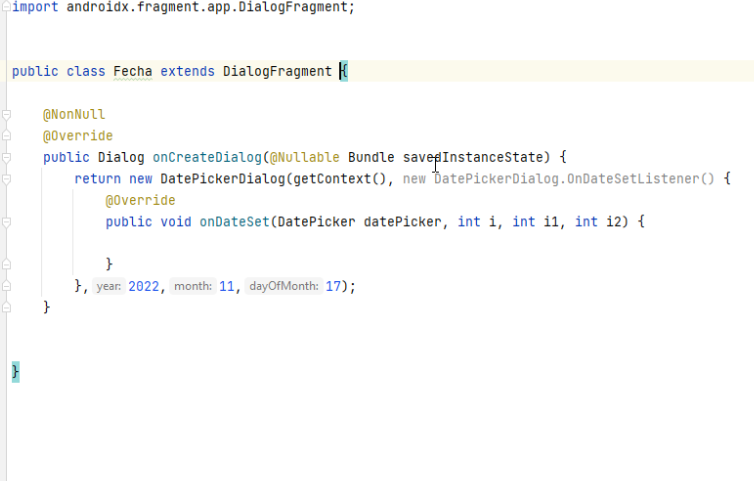 import androidx.fragment.app.DialogFragment;
public class Fecha extends DialogFragment {
@NonNull
@Override
public Dialog onCreateDialog(@Nullable Bundle savedInstanceState) {
return new DatePickerDialog(getContext(), new DatePickerDialog.OnDateSetListener() {
@Override
public void onDateSet(DatePicker datePicker, int i, int i1, int i2) {
}
}, year: 2022, month: 11, dayOfMonth: 17);
}
}